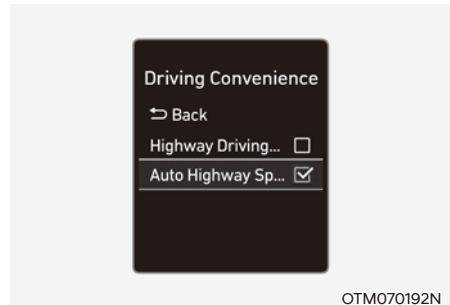 Driving Convenience
Back
Highway Driving...
Auto Highway Sp...
OTM070192N